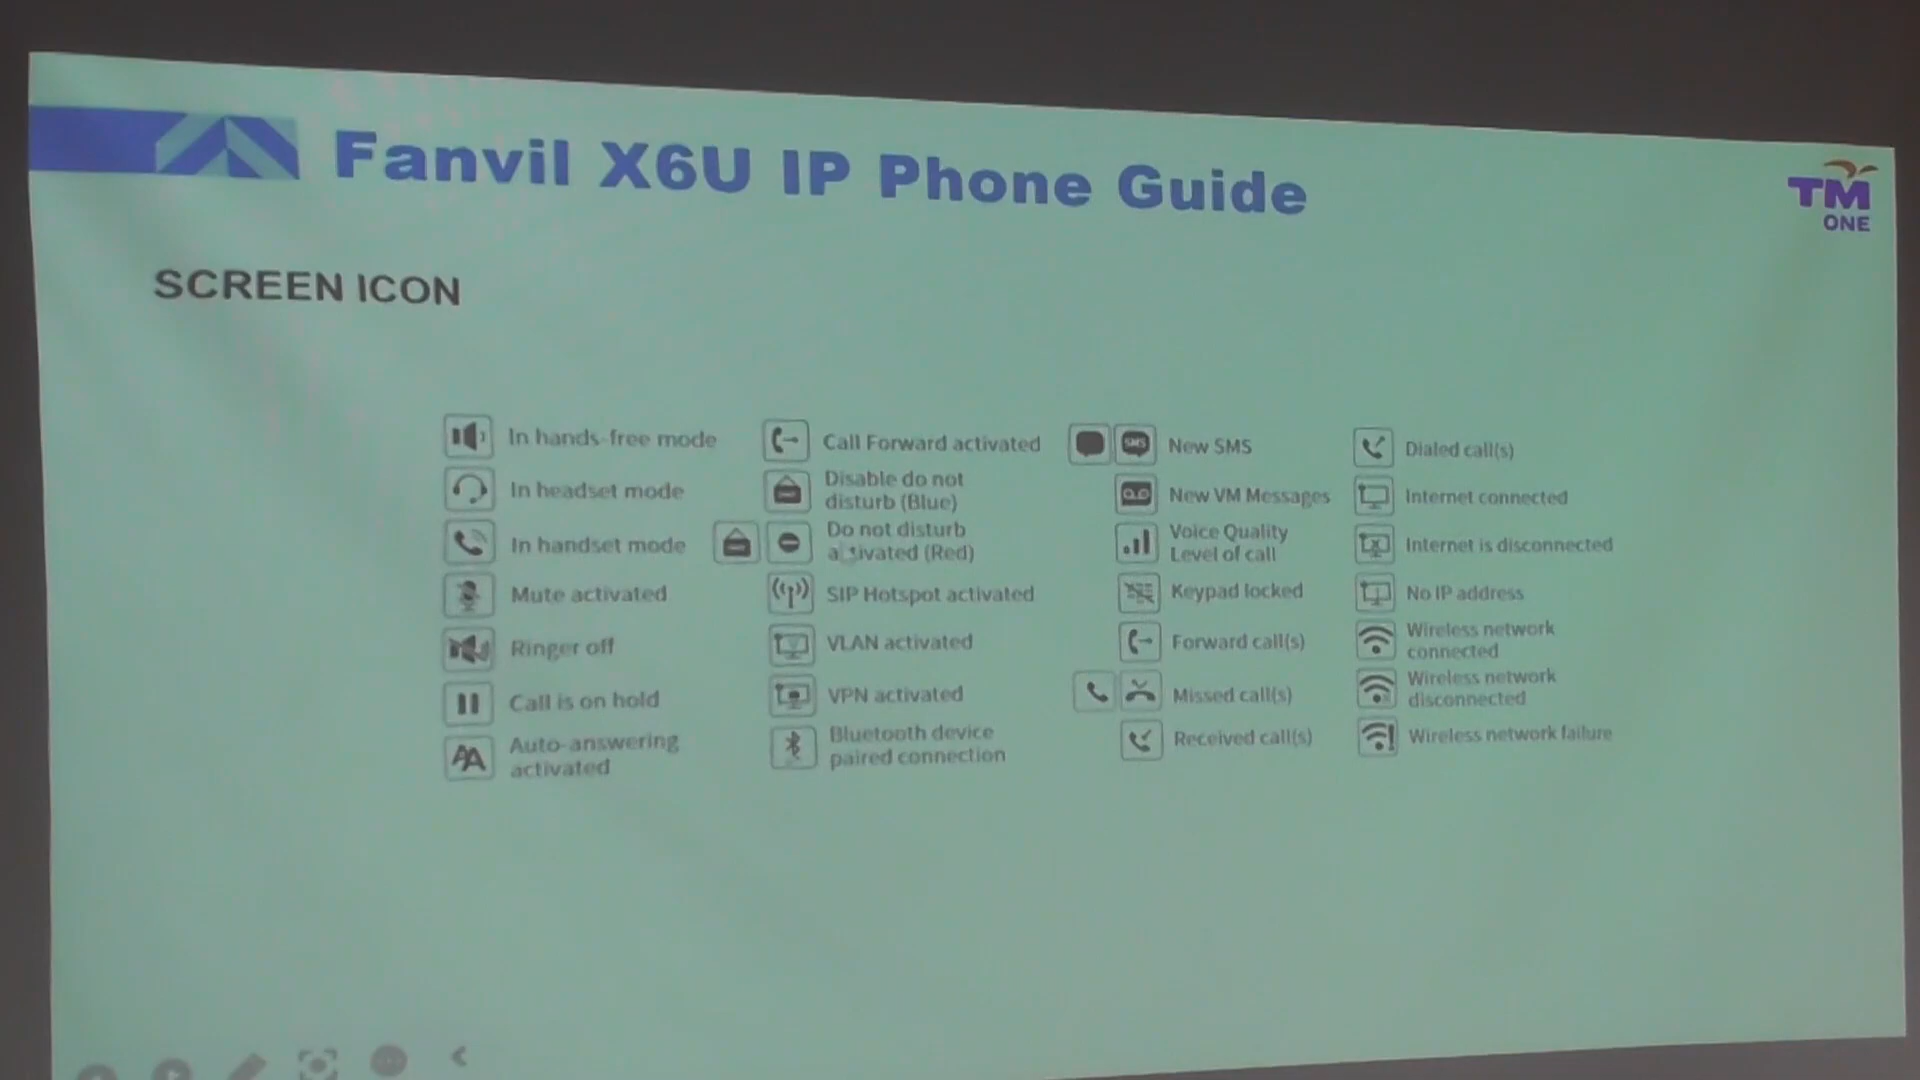 Fanvil X6U IP Phone Guide
TM
ONE
SCREEN ICON
In hands-free mode
In headset mode
In handset mode
Mute activated
Ringer off
Call is on hold
Auto-answering
activated
Call Forward activated
Disable do not
disturb (Blue)
Do not disturb
activated (Red)
SIP Hotspot activated
VLAN activated
VPN activated
Bluetooth device
paired connection
SMS
New SMS
New VM Messages
Voice Quality
Level of call
Keypad locked
Forward call(s)
Missed call(s)
Received call(s)
Dialed call(s)
Internet connected
Internet is disconnected
No IP address
Wireless network
connected
Wireless network
disconnected
Wireless network failure